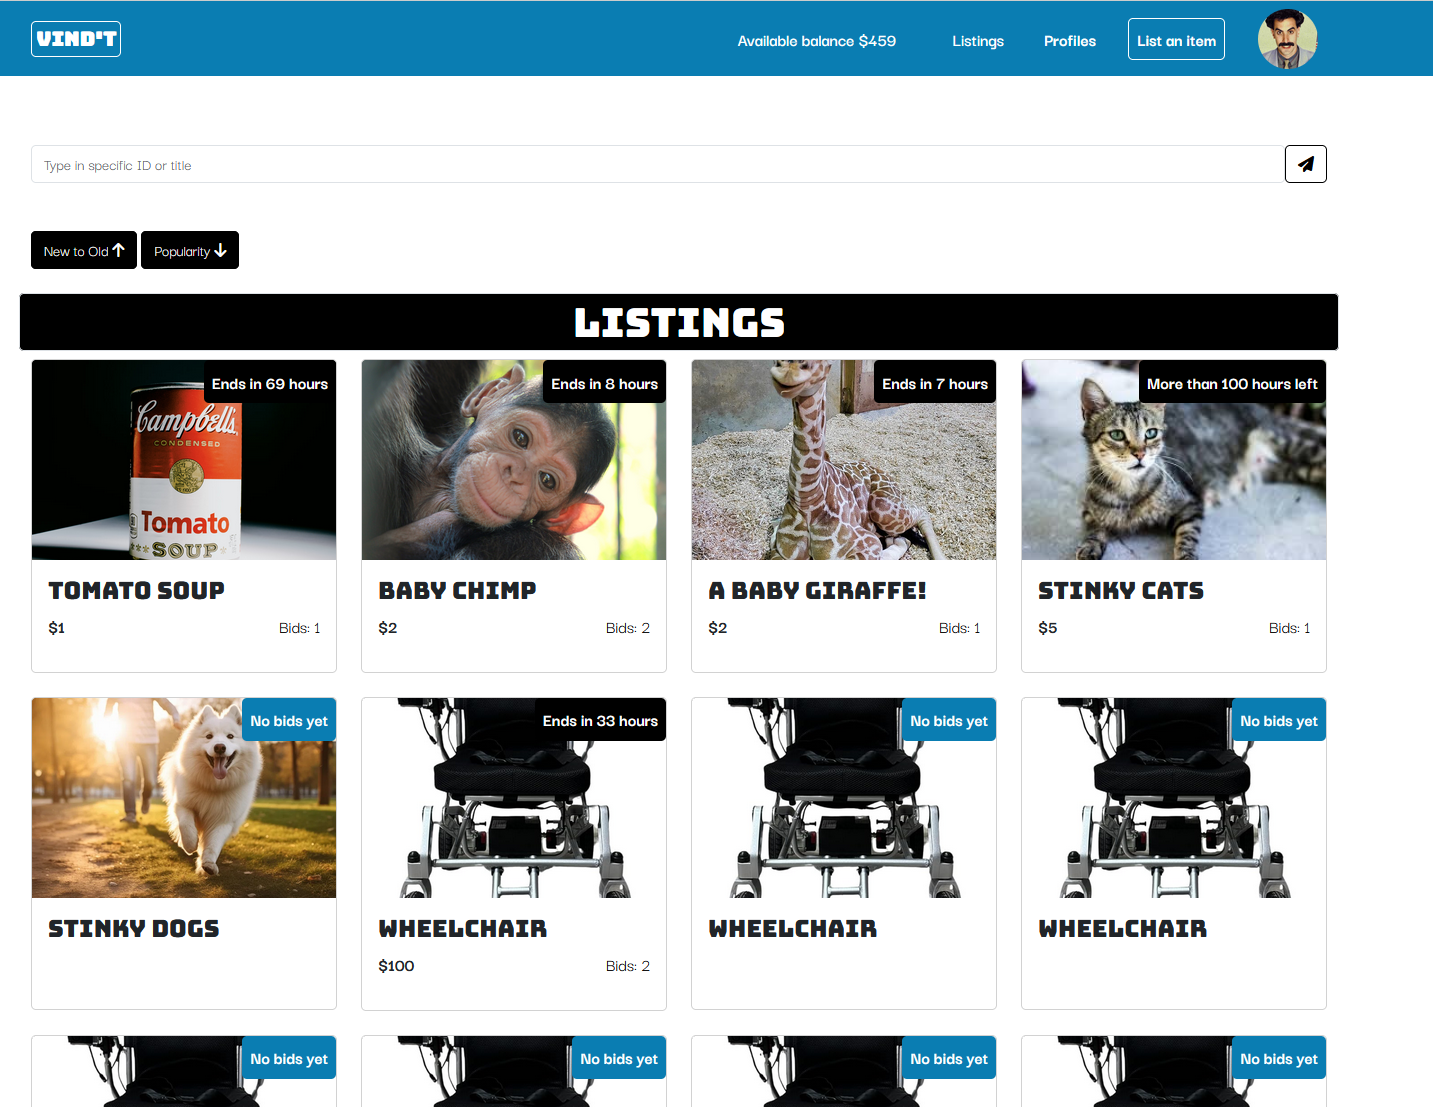 VIND'T
Available balance $459
Listings
Profiles
List an item
Type in specific ID or title
New to Old
Popularity
LISTINGS
Ends in 69 hours
Campbell's
CONDENSED
Tomato
SOUP
TOMATO SOUP
$1
Bids: 1
Ends in 8 hours
BABY CHIMP
$2
Bids: 2
Ends in 7 hours
A BABY GIRAFFE!
$2
Bids: 1
More than 100 hours left
STINKY CATS
$5
Bids: 1
No bids yet
STINKY DOGS
Ends in 33 hours
WHEELCHAIR
$100
Bids: 2
No bids yet
WHEELCHAIR
No bids yet
WHEELCHAIR
No bids yet
No bids yet
No bids yet
No bids yet